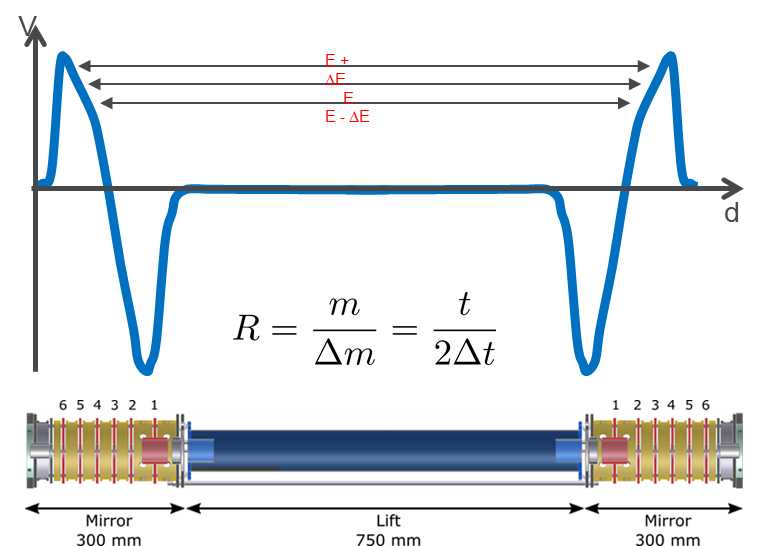 V
E +
ΔE
E
E - ΔE
d
R = m/Δm = t/2Δt
6 5 4 3 2 1
1 2 3 4 5 6
Mirror
300 mm
Lift
750 mm
Mirror
300 mm